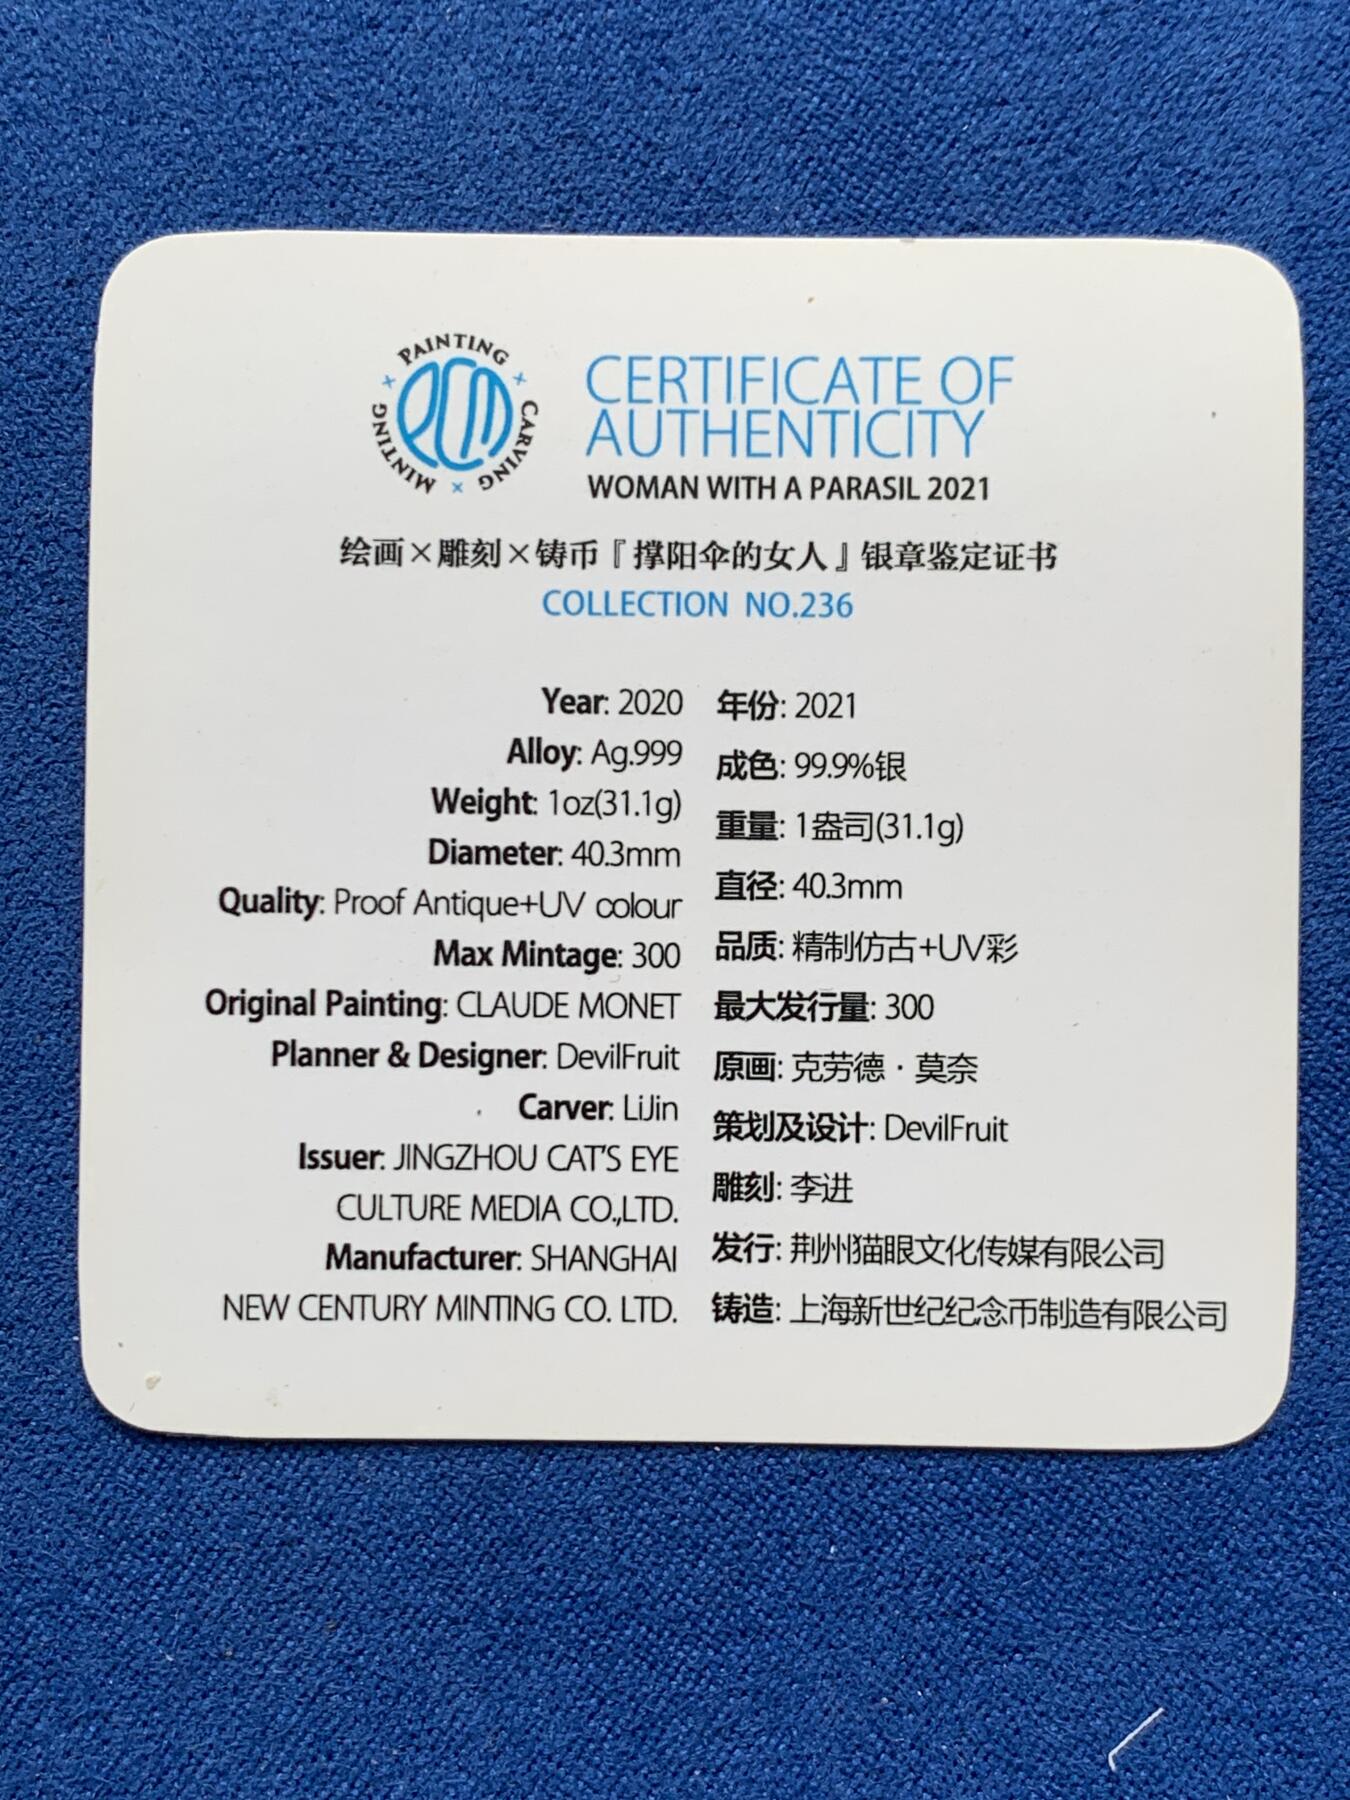 PAINTING × CARVING × MINTING ×
PCM
CERTIFICATE OF
AUTHENTICITY
WOMAN WITH A PARASIL 2021
绘画×雕刻×铸币『撑阳伞的女人』银章鉴定证书
COLLECTION NO.236
Year: 2020
Alloy: Ag.999
Weight: 1oz(31.1g)
Diameter: 40.3mm
Quality: Proof Antique+UV colour
Max Mintage: 300
Original Painting: CLAUDE MONET
Planner & Designer: DevilFruit
Carver: LiJin
Issuer: JINGZHOU CAT'S EYE
CULTURE MEDIA CO.,LTD.
Manufacturer: SHANGHAI
NEW CENTURY MINTING CO. LTD.
年份: 2021
成色: 99.9%银
重量: 1盎司(31.1g)
直径: 40.3mm
品质: 精制仿古+UV彩
最大发行量: 300
原画: 克劳德·莫奈
策划及设计: DevilFruit
雕刻: 李进
发行: 荆州猫眼文化传媒有限公司
铸造: 上海新世纪纪念币制造有限公司